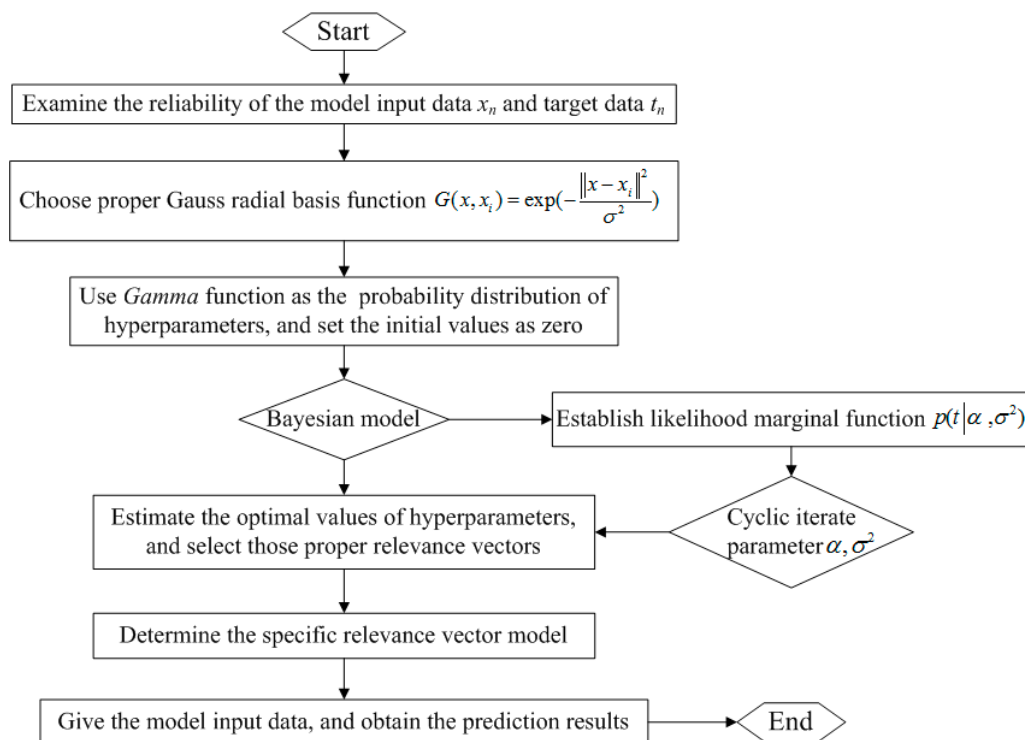 Start
Examine the reliability of the model input data xₙ and target data tₙ
Choose proper Gauss radial basis function G(x, xᵢ) = exp(-‖x - xᵢ‖²/σ²)
Use Gamma function as the probability distribution of
hyperparameters, and set the initial values as zero
Bayesian model
Establish likelihood marginal function p(t|α ,σ²)
Cyclic iterate
parameter α, σ²
Estimate the optimal values of hyperparameters,
and select those proper relevance vectors
Determine the specific relevance vector model
Give the model input data, and obtain the prediction results
End